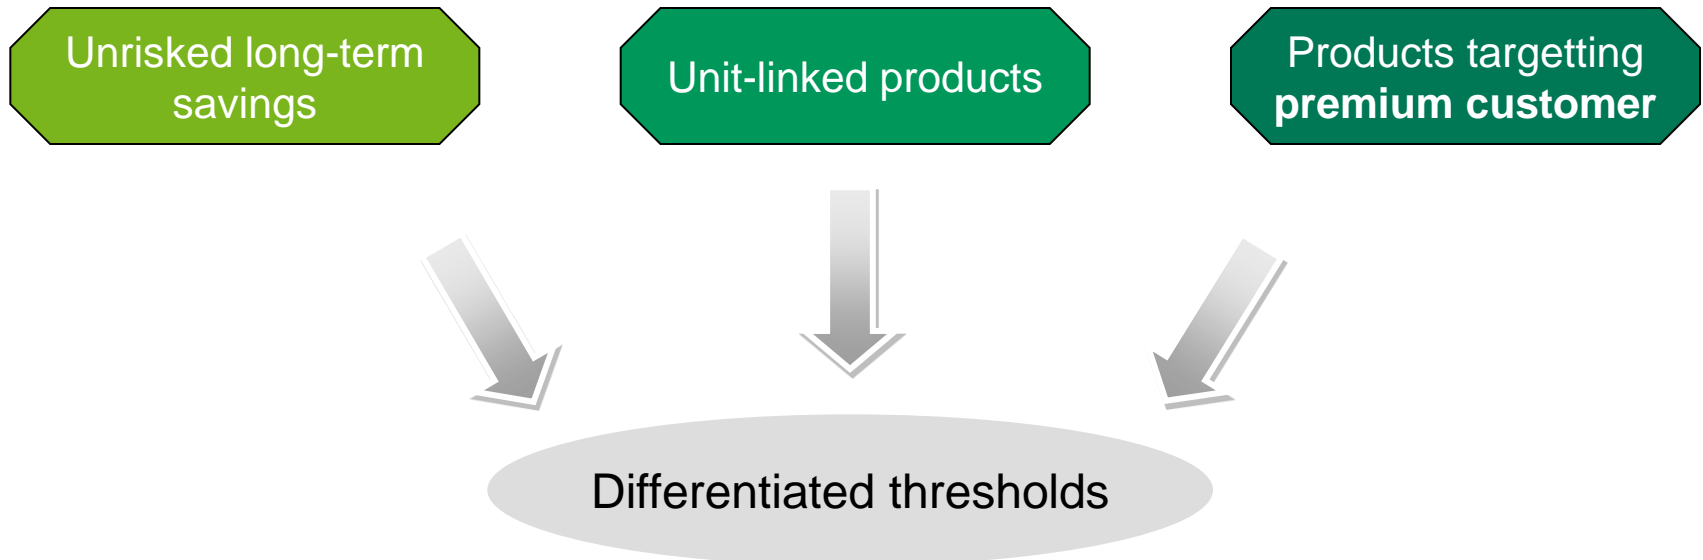 Unrisked long-term
savings
Unit-linked products
Products targetting
premium customer
Differentiated thresholds